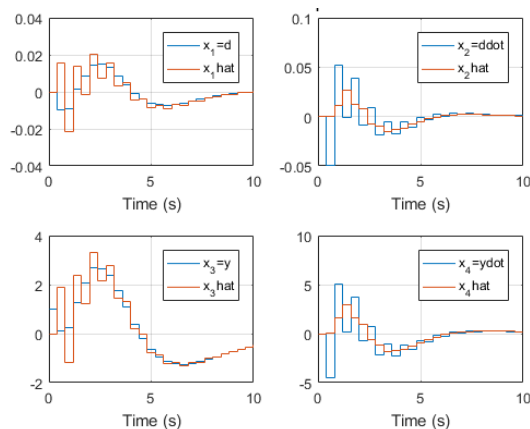 0.04
0.02
0
-0.02
-0.04
x1=d
x1hat
0 5 10
Time (s)
0.1
0.05
0
-0.05
x2=ddot
x2hat
0 5 10
Time (s)
4
2
0
-2
x3=y
x3hat
0 5 10
Time (s)
10
5
0
-5
x4=ydot
x4hat
0 5 10
Time (s)